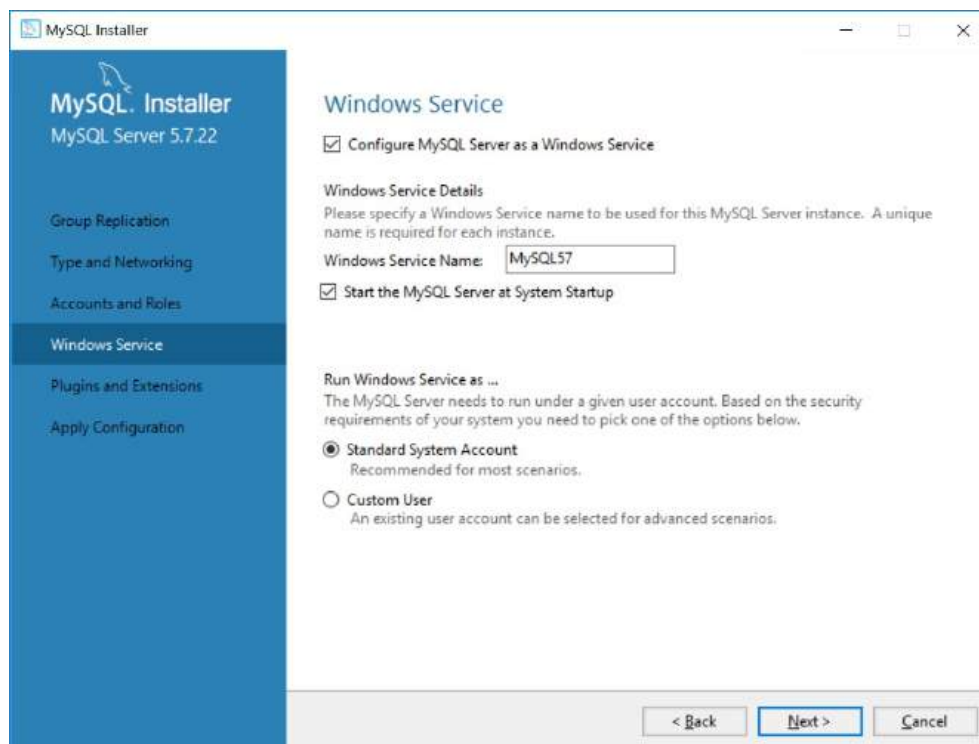 MySQL Installer
MySQL. Installer
MySQL Server 5.7.22
Group Replication
Type and Networking
Accounts and Roles
Windows Service
Plugins and Extensions
Apply Configuration
Windows Service
Configure MySQL Server as a Windows Service
Windows Service Details
Please specify a Windows Service name to be used for this MySQL Server instance. A unique
name is required for each instance.
Windows Service Name: MySQL57
Start the MySQL Server at System Startup
Run Windows Service as ...
The MySQL Server needs to run under a given user account. Based on the security
requirements of your system you need to pick one of the options below.
Standard System Account
Recommended for most scenarios.
Custom User
An existing user account can be selected for advanced scenarios.
< Back Next > Cancel